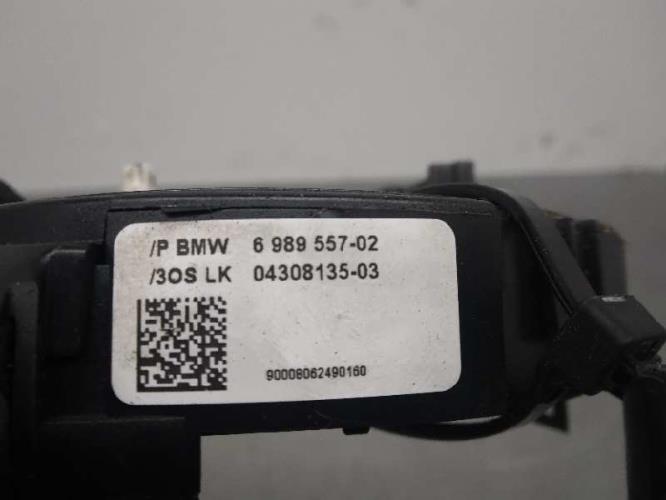 /P BMW 6 989 557-02
/3OS LK 04308135-03
90008062490160